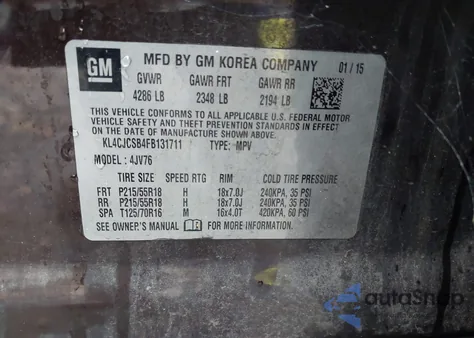 GM
MFD BY GM KOREA COMPANY 01/15
GVWR GAWR FRT GAWR RR
4286 LB 2348 LB 2194 LB
THIS VEHICLE CONFORMS TO ALL APPLICABLE U.S. FEDERAL MOTOR
VEHICLE SAFETY AND THEFT PREVENTION STANDARDS IN EFFECT ON THE
DATE OF MANUFACTURE SHOWN ABOVE.
KL4CJCSB4FB131711 TYPE: MPV
MODEL: 4JV76
TIRE SIZE SPEED RTG RIM COLD TIRE PRESSURE
FRT P215/55R18 H 18x7.0J 240KPA, 35 PSI
RR P215/55R18 H 18x7.0J 240KPA, 35 PSI
SPA T125/70R16 M 16x4.0T 420KPA, 60 PSI
SEE OWNER'S MANUAL FOR MORE INFORMATION.
autoSnap